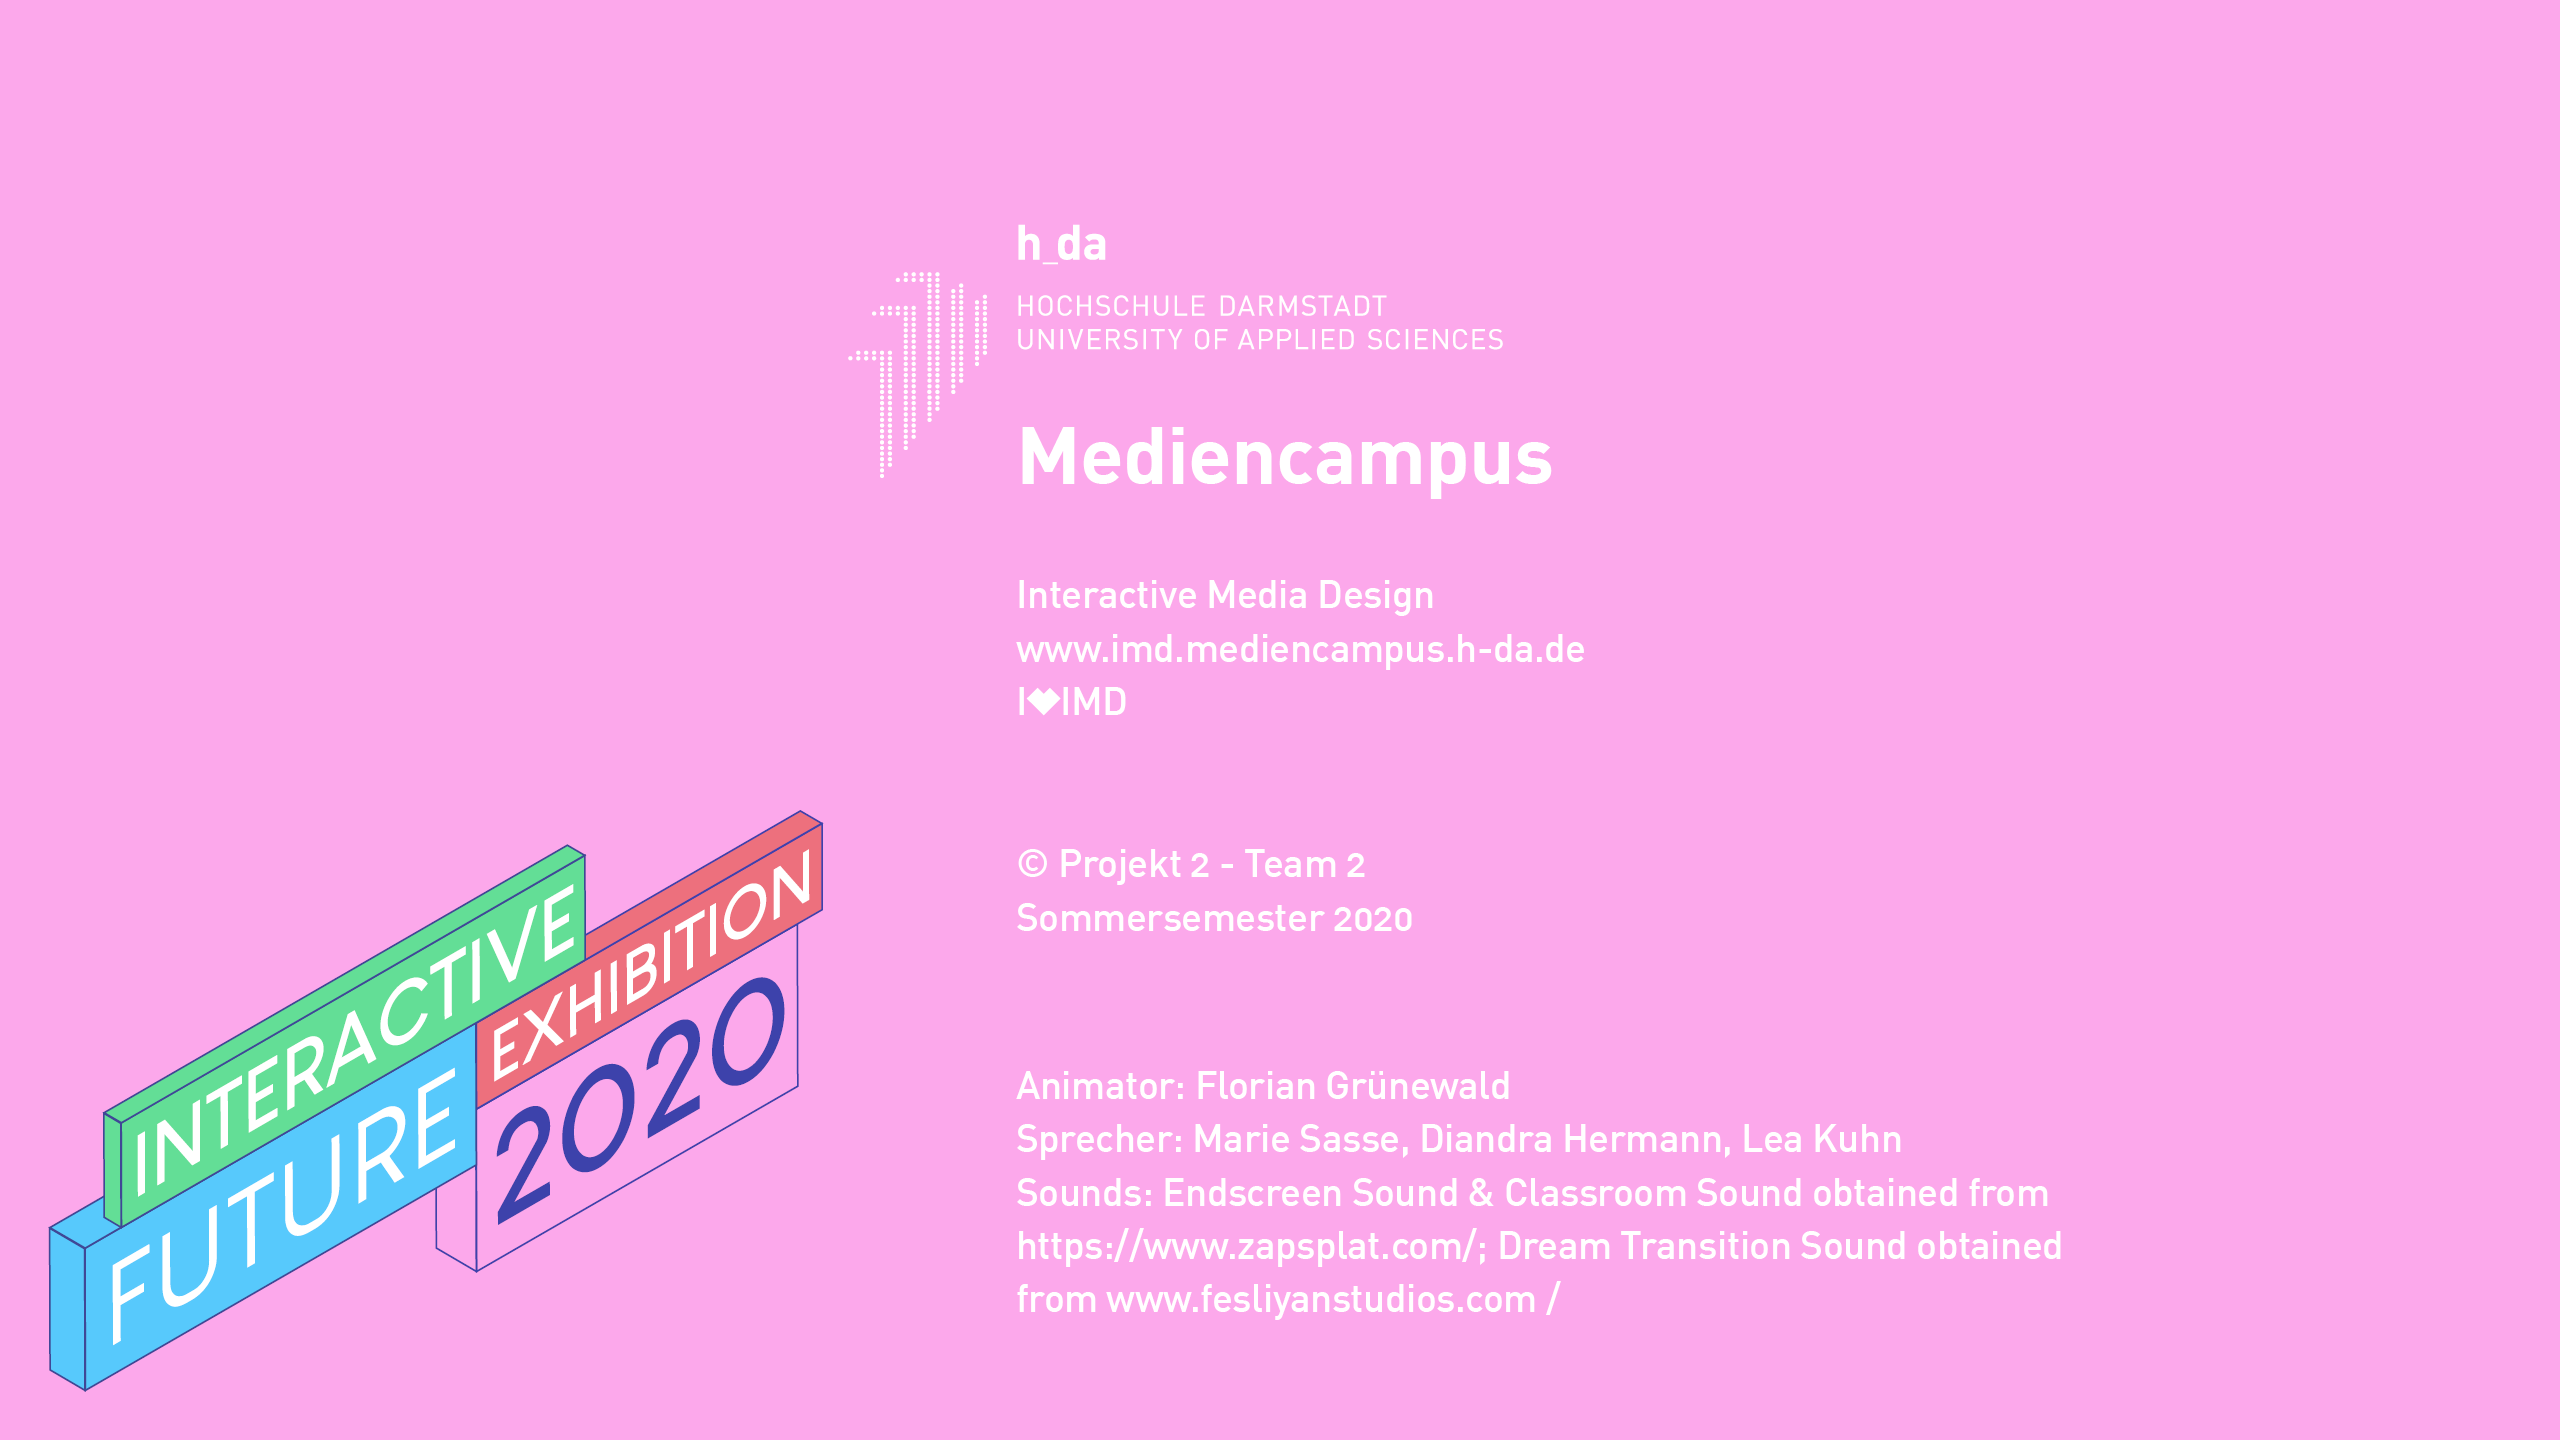 h_da
HOCHSCHULE DARMSTADT
UNIVERSITY OF APPLIED SCIENCES
Mediencampus
Interactive Media Design
www.imd.mediencampus.h-da.de
I❤IMD
© Projekt 2 - Team 2
Sommersemester 2020
Animator: Florian Grünewald
Sprecher: Marie Sasse, Diandra Hermann, Lea Kuhn
Sounds: Endscreen Sound & Classroom Sound obtained from
https://www.zapsplat.com/; Dream Transition Sound obtained
from www.fesliyanstudios.com /
INTERACTIVE
FUTURE
EXHIBITION
2020